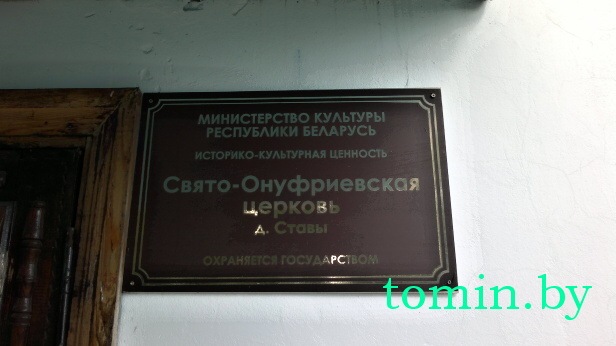 МИНИСТЕРСТВО КУЛЬТУРЫ
РЕСПУБЛИКИ БЕЛАРУСЬ
ИСТОРИКО-КУЛЬТУРНАЯ ЦЕННОСТЬ
Свято-Онуфриевская
церковь
д. Ставы
ОХРАНЯЕТСЯ ГОСУДАРСТВОМ
tomin.by